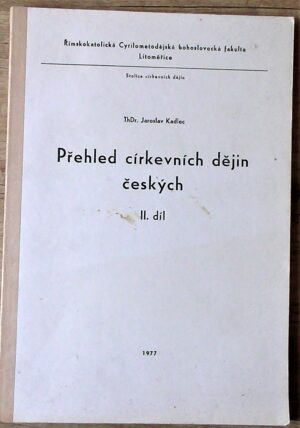 Římskokatolická Cyrilometodějská bohoslovecká fakulta
Litoměřice
Stolice církevních dějin
ThDr. Jaroslav Kadlec
Přehled církevních dějin
českých
II. díl
1977